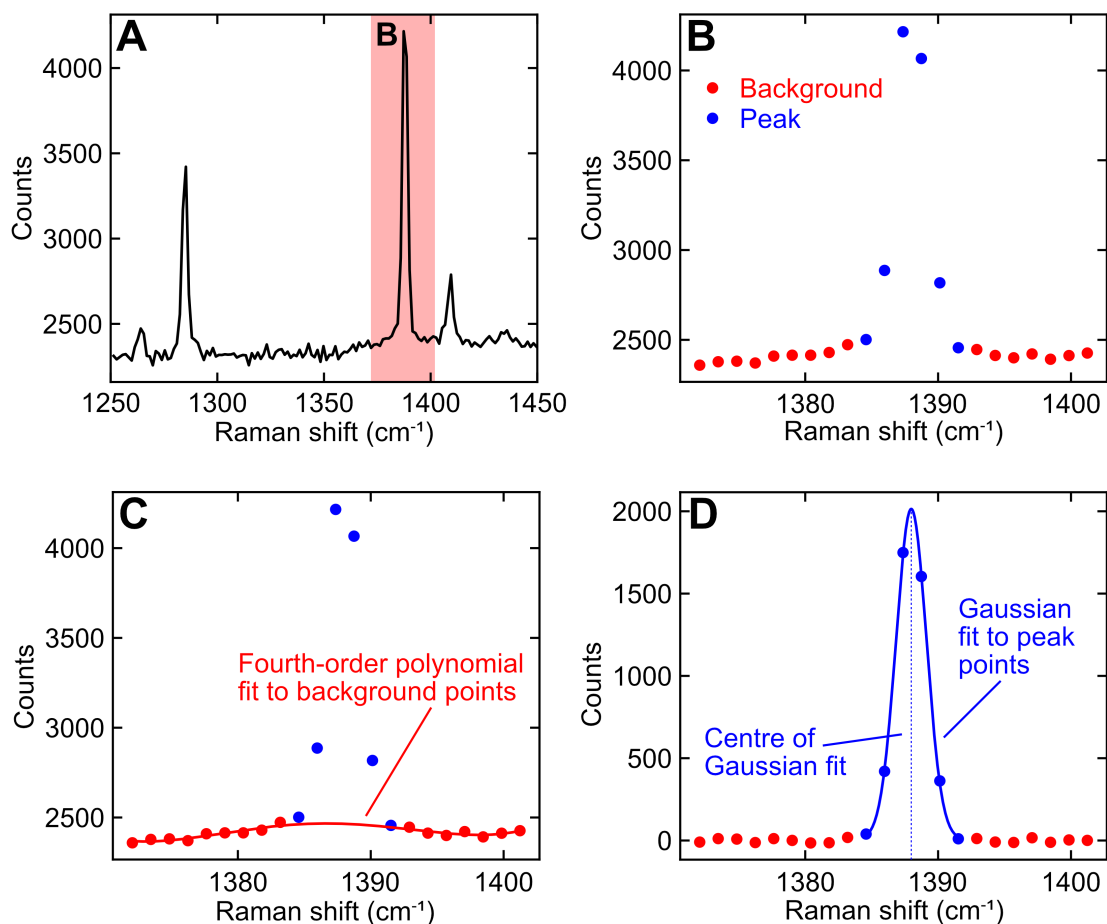 A
B
Counts
4000
3500
3000
2500
1250
1300
1350
1400
1450
Raman shift (cm⁻¹)
B
Background
Peak
Counts
4000
3500
3000
2500
1380
1390
1400
Raman shift (cm⁻¹)
C
Counts
4000
3500
3000
2500
Fourth-order polynomial
fit to background points
1380
1390
1400
Raman shift (cm⁻¹)
D
Counts
2000
1500
1000
500
0
Gaussian
fit to peak
points
Centre of
Gaussian fit
1380
1390
1400
Raman shift (cm⁻¹)